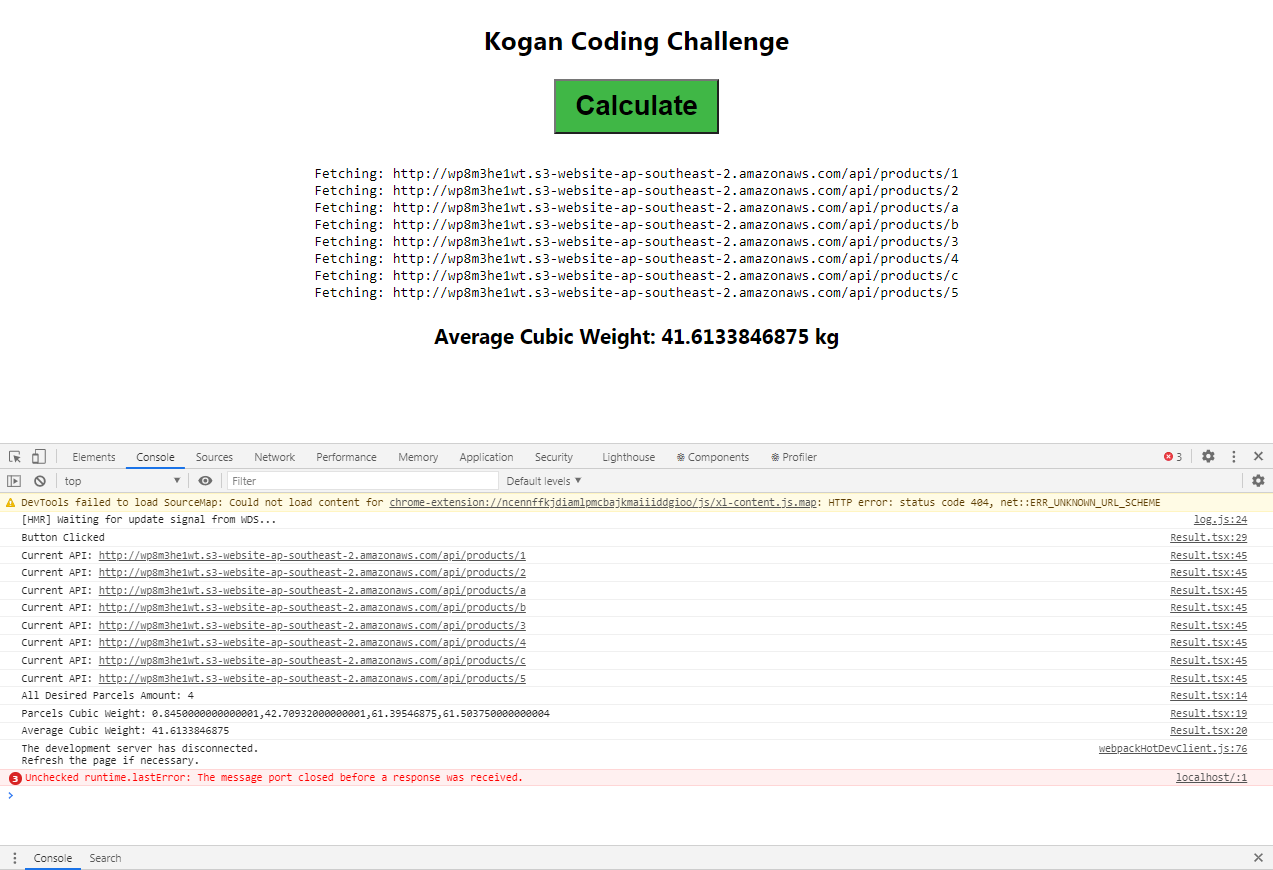 Kogan Coding Challenge
Calculate
Fetching: http://wp8m3he1wt.s3-website-ap-southeast-2.amazonaws.com/api/products/1
Fetching: http://wp8m3he1wt.s3-website-ap-southeast-2.amazonaws.com/api/products/2
Fetching: http://wp8m3he1wt.s3-website-ap-southeast-2.amazonaws.com/api/products/a
Fetching: http://wp8m3he1wt.s3-website-ap-southeast-2.amazonaws.com/api/products/b
Fetching: http://wp8m3he1wt.s3-website-ap-southeast-2.amazonaws.com/api/products/3
Fetching: http://wp8m3he1wt.s3-website-ap-southeast-2.amazonaws.com/api/products/4
Fetching: http://wp8m3he1wt.s3-website-ap-southeast-2.amazonaws.com/api/products/c
Fetching: http://wp8m3he1wt.s3-website-ap-southeast-2.amazonaws.com/api/products/5
Average Cubic Weight: 41.6133846875 kg
Elements Console Sources Network Performance Memory Application Security Lighthouse Components Profiler 3
top Filter Default levels
DevTools failed to load SourceMap: Could not load content for chrome-extension://ncennffkjdiamlpmcbajkmaiiiddgioo/js/xl-content.js.map: HTTP error: status code 404, net::ERR_UNKNOWN_URL_SCHEME
[HMR] Waiting for update signal from WDS... log.js:24
Button Clicked Result.tsx:29
Current API: http://wp8m3he1wt.s3-website-ap-southeast-2.amazonaws.com/api/products/1 Result.tsx:45
Current API: http://wp8m3he1wt.s3-website-ap-southeast-2.amazonaws.com/api/products/2 Result.tsx:45
Current API: http://wp8m3he1wt.s3-website-ap-southeast-2.amazonaws.com/api/products/a Result.tsx:45
Current API: http://wp8m3he1wt.s3-website-ap-southeast-2.amazonaws.com/api/products/b Result.tsx:45
Current API: http://wp8m3he1wt.s3-website-ap-southeast-2.amazonaws.com/api/products/3 Result.tsx:45
Current API: http://wp8m3he1wt.s3-website-ap-southeast-2.amazonaws.com/api/products/4 Result.tsx:45
Current API: http://wp8m3he1wt.s3-website-ap-southeast-2.amazonaws.com/api/products/c Result.tsx:45
Current API: http://wp8m3he1wt.s3-website-ap-southeast-2.amazonaws.com/api/products/5 Result.tsx:45
All Desired Parcels Amount: 4 Result.tsx:14
Parcels Cubic Weight: 0.8450000000000001,42.70932000000001,61.39546875,61.503750000000004 Result.tsx:19
Average Cubic Weight: 41.6133846875 Result.tsx:20
The development server has disconnected. webpackHotDevClient.js:76
Refresh the page if necessary.
3 Unchecked runtime.lastError: The message port closed before a response was received. localhost/:1
Console Search